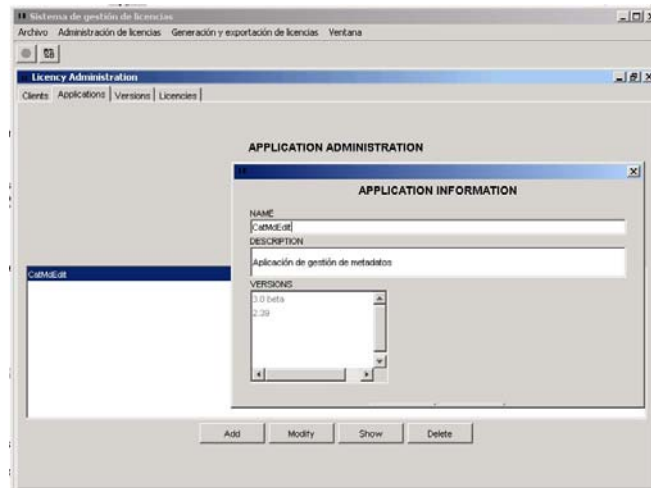 Sistema de gestión de licencias
Archivo Administración de licencias Generación y exportación de licencias Ventana
Licency Administration
Clients Applications Versions Licencies
APPLICATION ADMINISTRATION
APPLICATION INFORMATION
NAME
CatMdEdit
DESCRIPTION
Aplicación de gestión de metadatos
CatMdEdit
VERSIONS
3.0 beta
2.39
Add Modify Show Delete